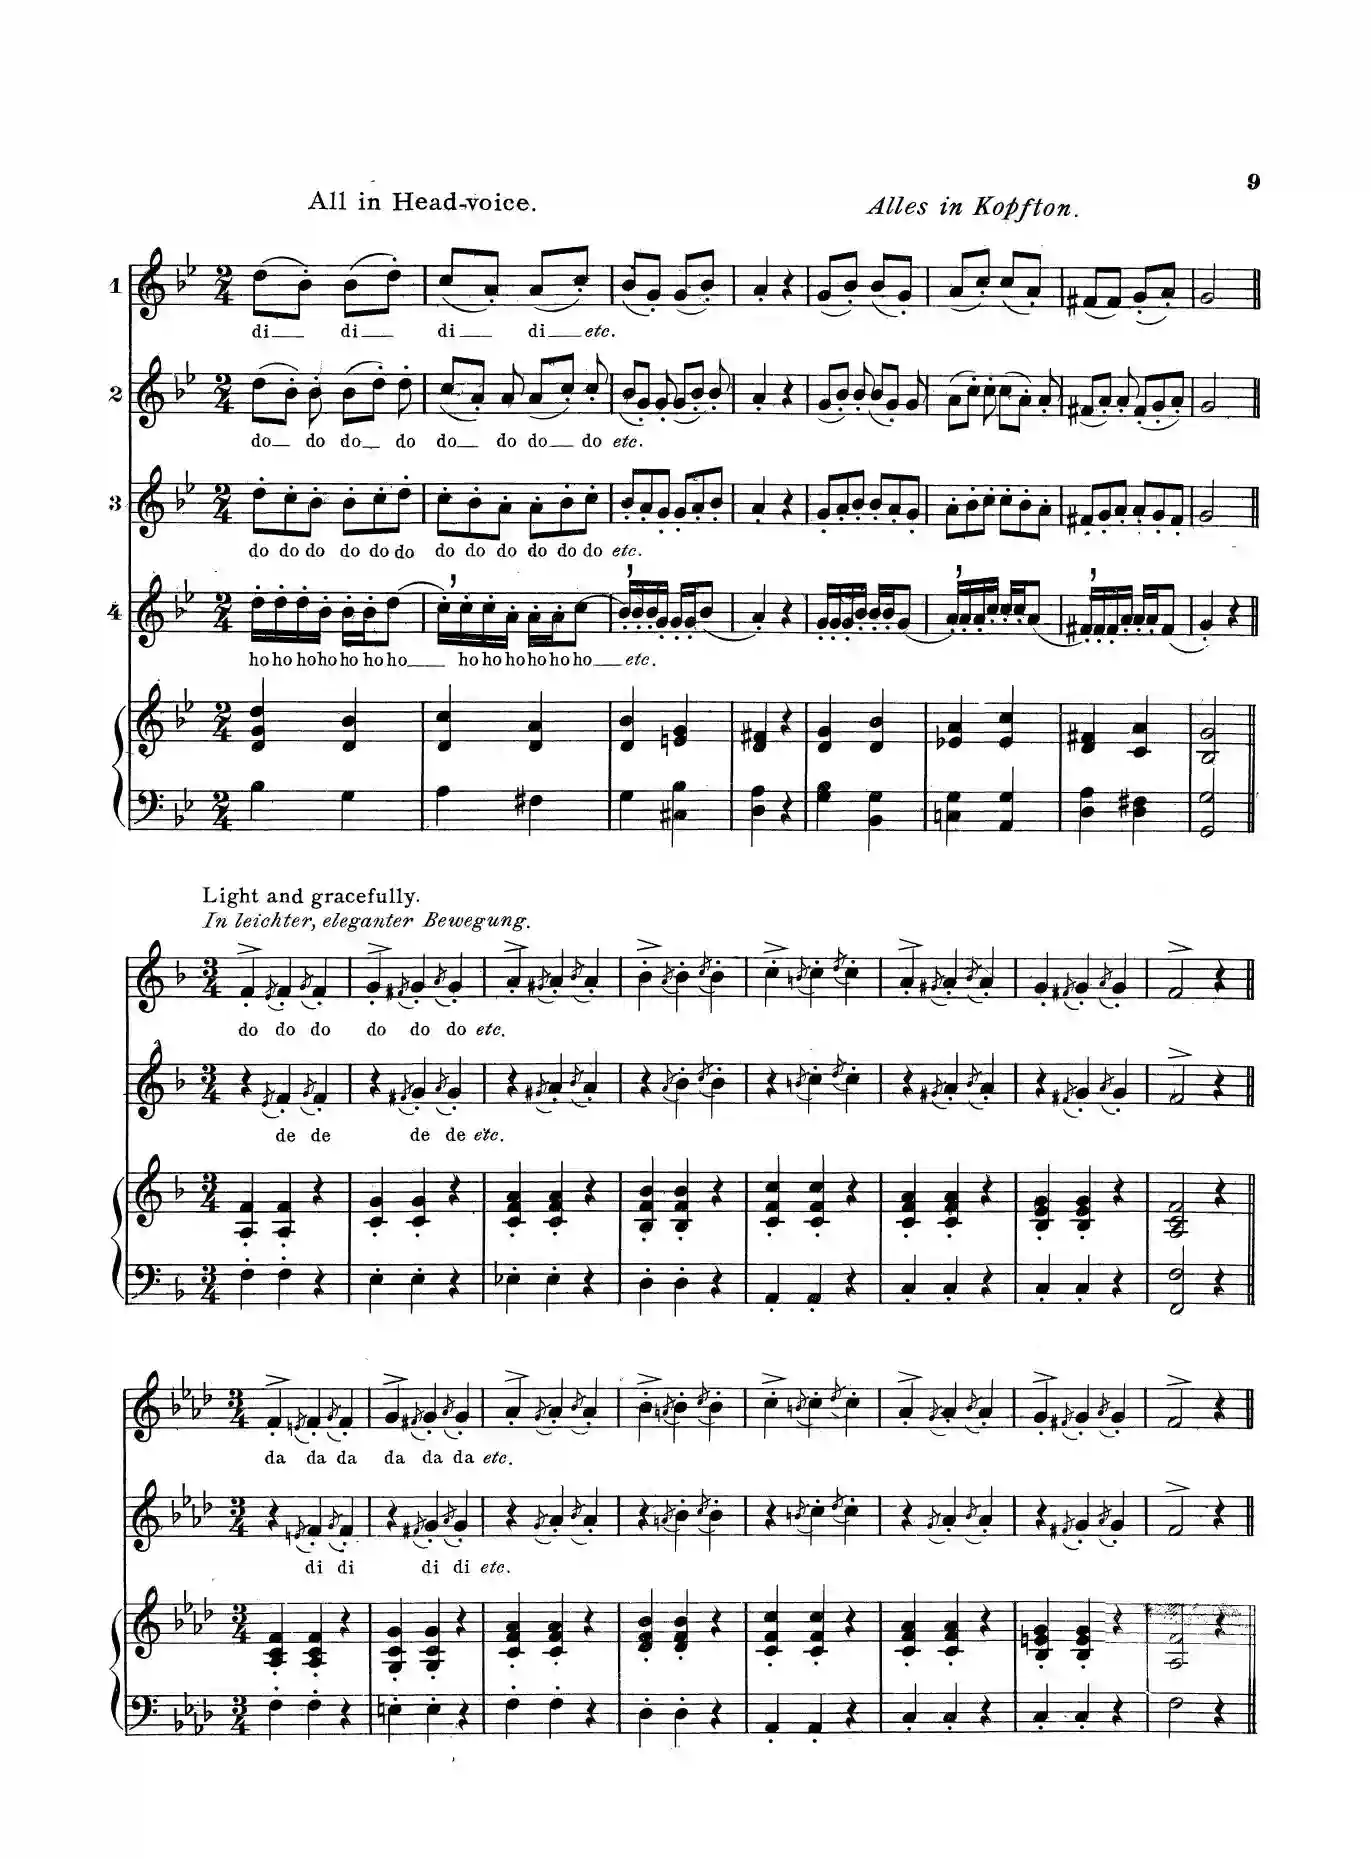 9
All in Head-voice.
Alles in Kopfton.
1
di di di di etc.
2
do do do do do do do do etc.
3
do do do do do do do do do do do do etc.
4
ho ho ho ho ho ho ho ho ho ho ho ho ho etc.
Light and gracefully.
In leichter, eleganter Bewegung.
do do do do do do etc.
de de de de etc.
da da da da da da etc.
di di di di etc.